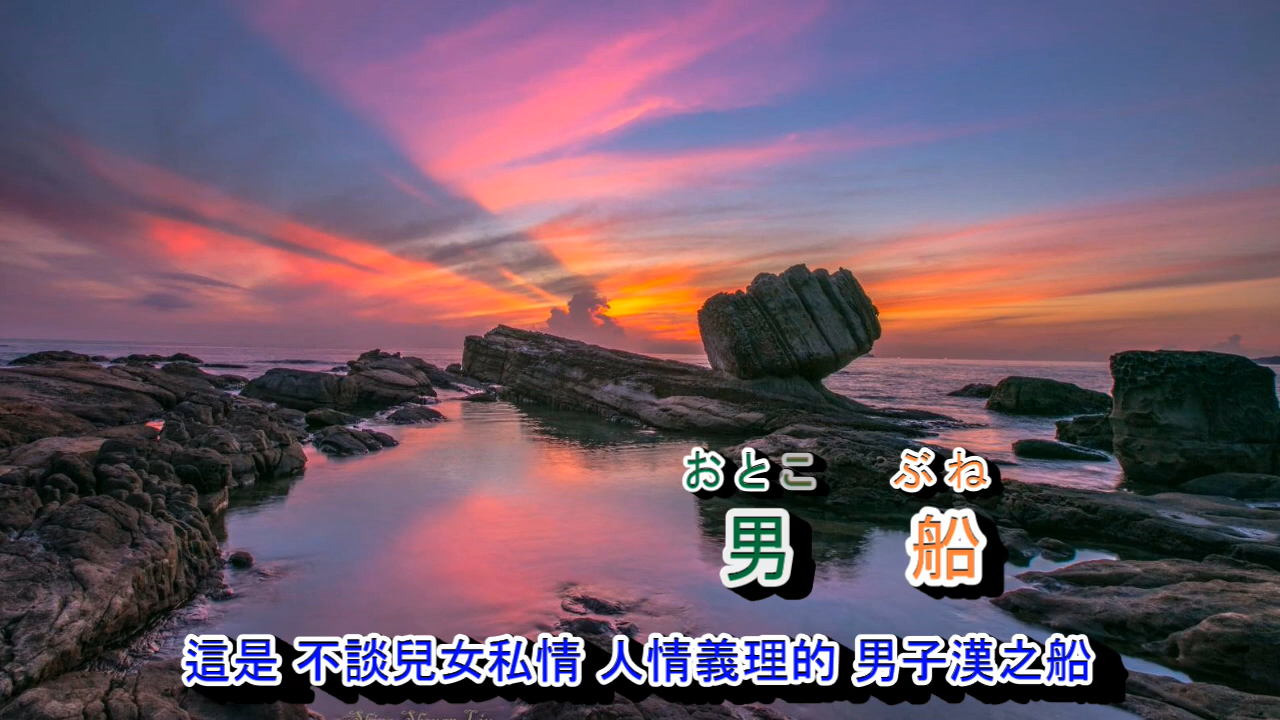 おとこ ぶね
男 船
這是 不談兒女私情 人情義理的 男子漢之船